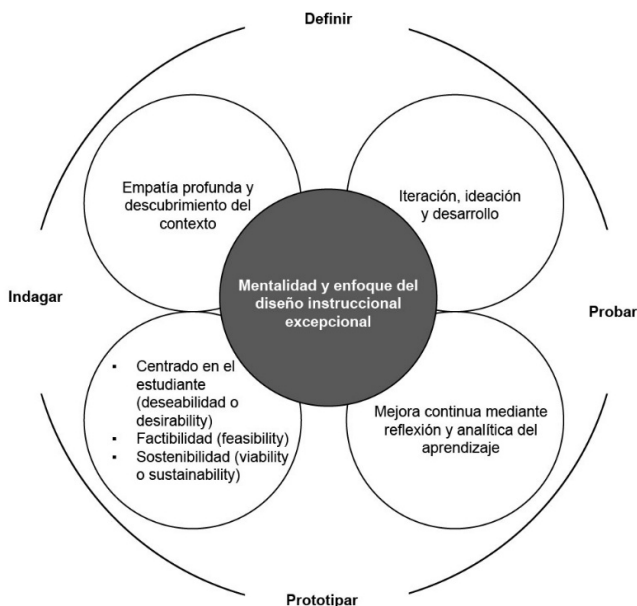 Definir
Empatía profunda y
descubrimiento del
contexto
Iteración, ideación
y desarrollo
Mentalidad y enfoque del
diseño instruccional
excepcional
Indagar
Probar
▪ Centrado en el
estudiante
(deseabilidad o
desirability)
▪ Factibilidad (feasibility)
▪ Sostenibilidad (viability
o sustainability)
Mejora continua mediante
reflexión y analítica del
aprendizaje
Prototipar